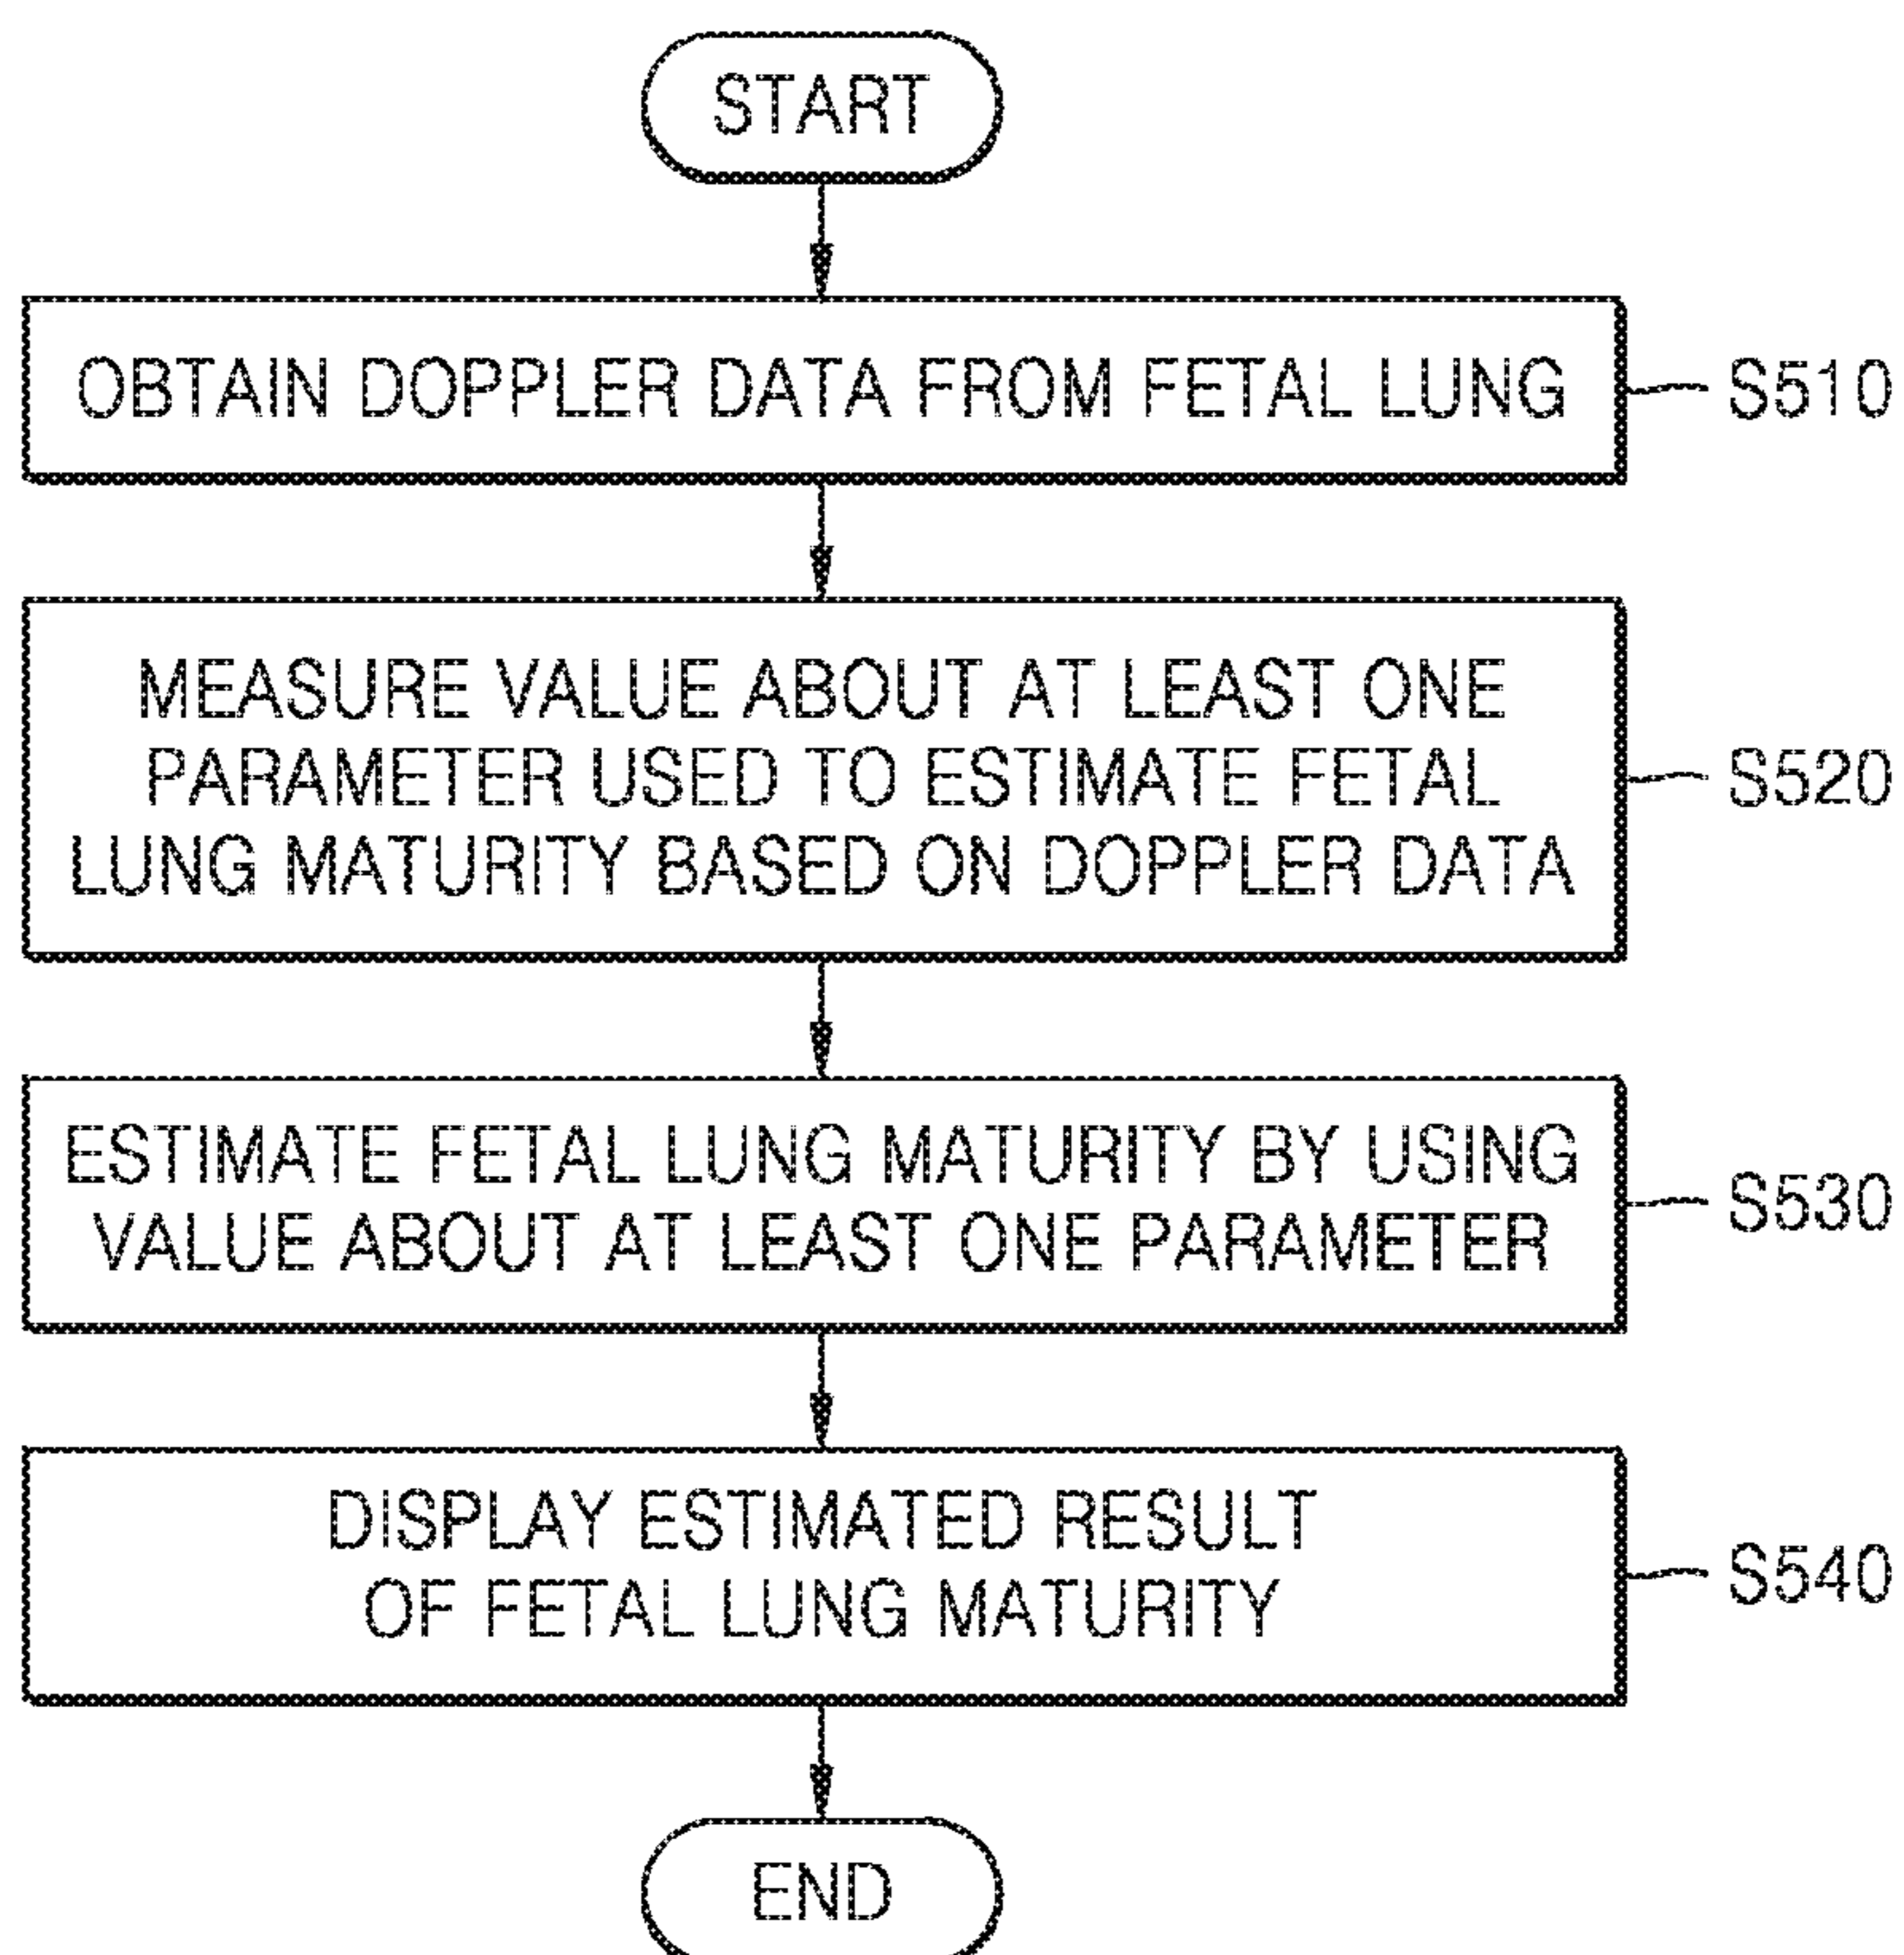 START
OBTAIN DOPPLER DATA FROM FETAL LUNG
S510
MEASURE VALUE ABOUT AT LEAST ONE
PARAMETER USED TO ESTIMATE FETAL
LUNG MATURITY BASED ON DOPPLER DATA
S520
ESTIMATE FETAL LUNG MATURITY BY USING
VALUE ABOUT AT LEAST ONE PARAMETER
S530
DISPLAY ESTIMATED RESULT
OF FETAL LUNG MATURITY
S540
END